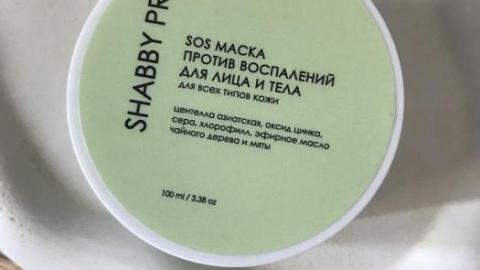 SHABBY
SOS МАСКА
ПРОТИВ ВОСПАЛЕНИЙ
ДЛЯ ЛИЦА И ТЕЛА
для всех типов кожи
центелла азиатская, оксид цинка,
сера, хлорофилл, эфирное масло
чайного дерева и мяты
100 ml / 3.38 oz